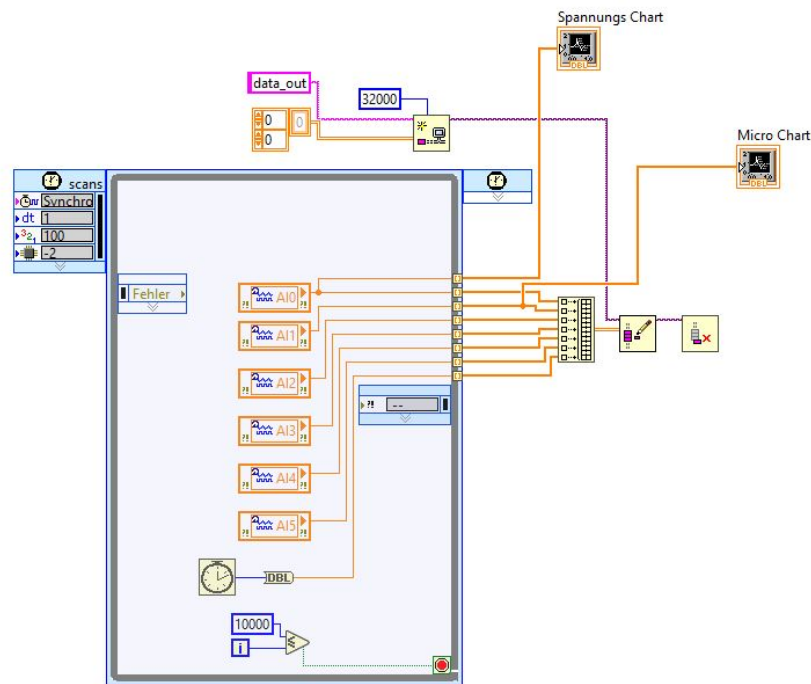 Spannungs Chart
DBL
data_out
32000
0
0
0
Micro Chart
DBL
scans
Synchro
dt
1
100
-2
Fehler
AI0
AI1
AI2
--
AI3
AI4
AI5
DBL
10000
i